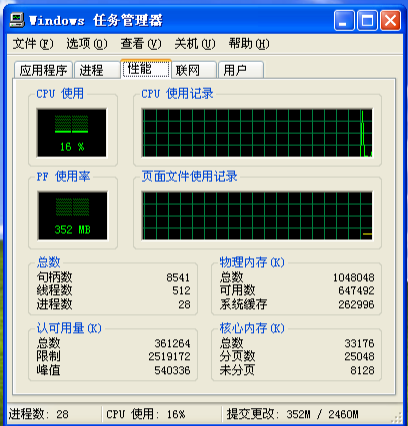 Windows 任务管理器
文件(F) 选项(O) 查看(V) 关机(U) 帮助(H)
应用程序 进程 性能 联网 用户
CPU 使用 CPU 使用记录
16 %
PF 使用率 页面文件使用记录
352 MB
总数 物理内存(K)
句柄数 8541 总数 1048048
线程数 512 可用数 647492
进程数 28 系统缓存 262996
认可用量(K) 核心内存(K)
总数 361264 总数 33176
限制 2519172 分页数 25048
峰值 540336 未分页 8128
进程数: 28 CPU 使用: 16% 提交更改: 352M / 2460M